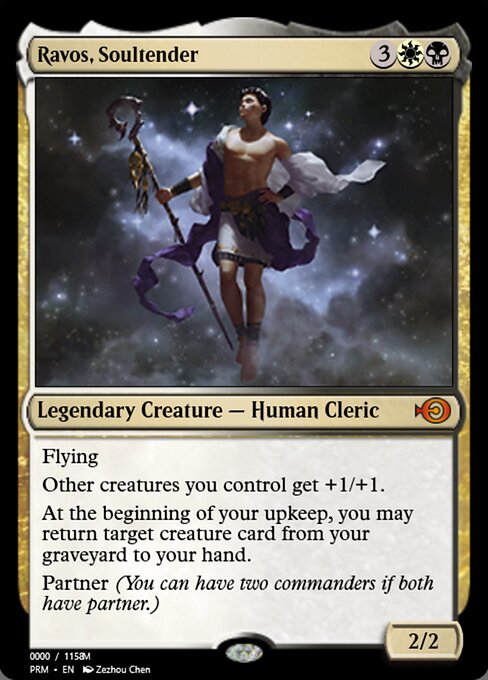 Ravos, Soultender 3
Legendary Creature — Human Cleric
Flying
Other creatures you control get +1/+1.
At the beginning of your upkeep, you may
return target creature card from your
graveyard to your hand.
Partner (You can have two commanders if both
have partner.)
2/2
0000 / 1158M
PRM • EN Zezhou Chen